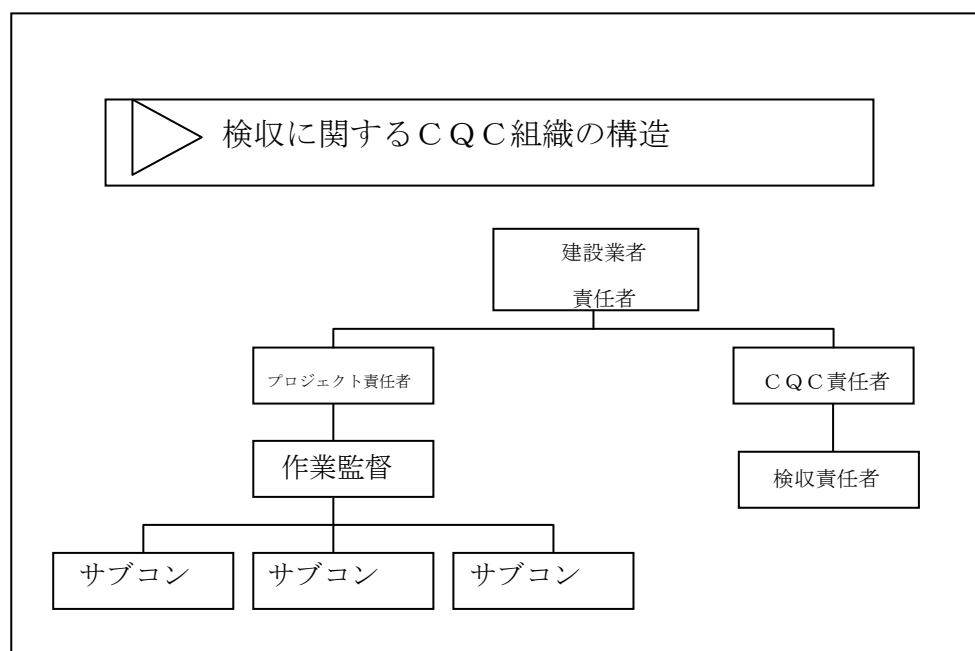 検収に関するＣＱＣ組織の構造
建設業者
責任者
プロジェクト責任者
ＣＱＣ責任者
作業監督
検収責任者
サブコン
サブコン
サブコン